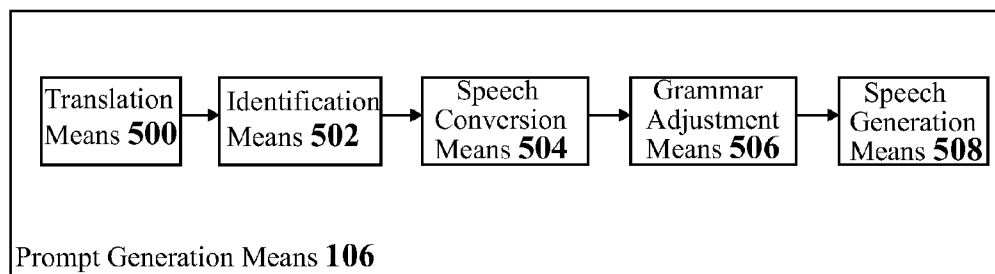 Translation
Means 500
Identification
Means 502
Speech
Conversion
Means 504
Grammar
Adjustment
Means 506
Speech
Generation
Means 508
Prompt Generation Means 106